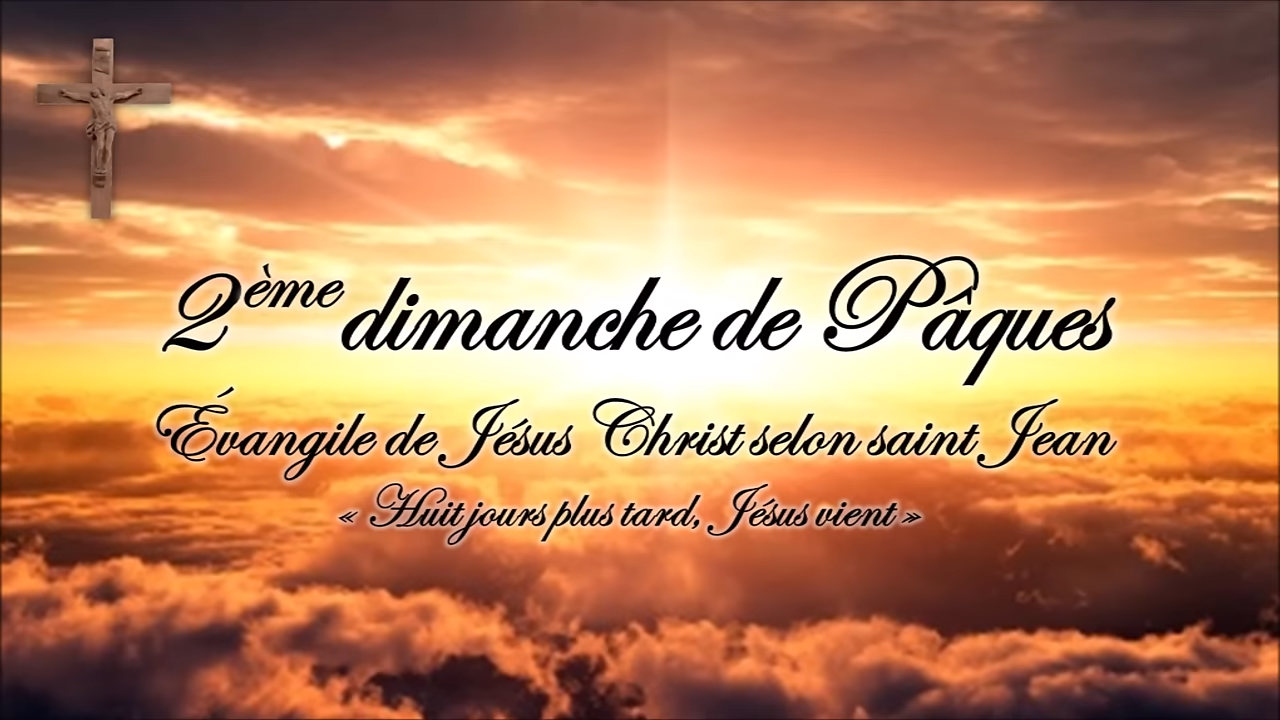 2ème dimanche de Pâques
Évangile de Jésus Christ selon saint Jean
« Huit jours plus tard, Jésus vient »